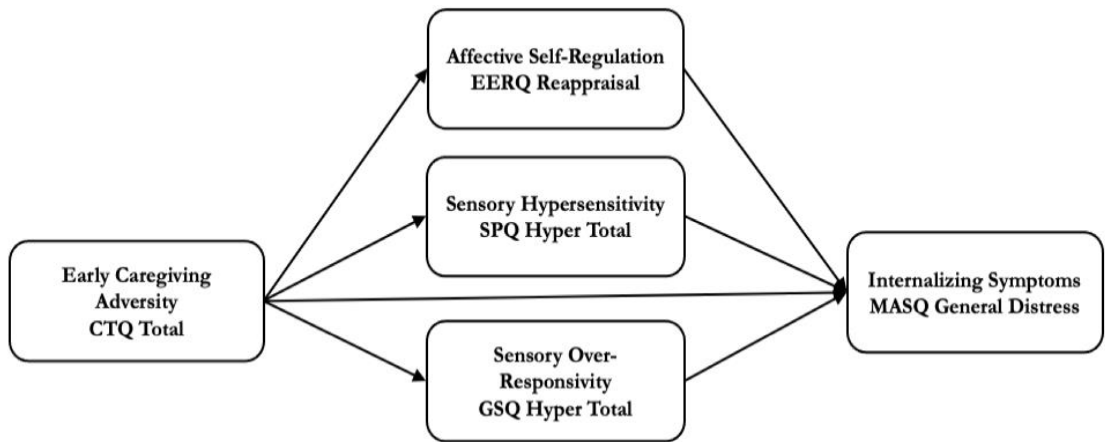 Affective Self-Regulation
EERQ Reappraisal
Sensory Hypersensitivity
SPQ Hyper Total
Early Caregiving
Adversity
CTQ Total
Internalizing Symptoms
MASQ General Distress
Sensory Over-
Responsivity
GSQ Hyper Total